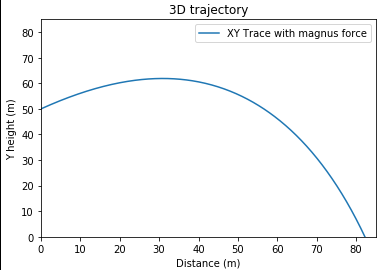 3D trajectory
XY Trace with magnus force
80
70
60
50
40
30
20
10
0
Y height (m)
0 10 20 30 40 50 60 70 80
Distance (m)